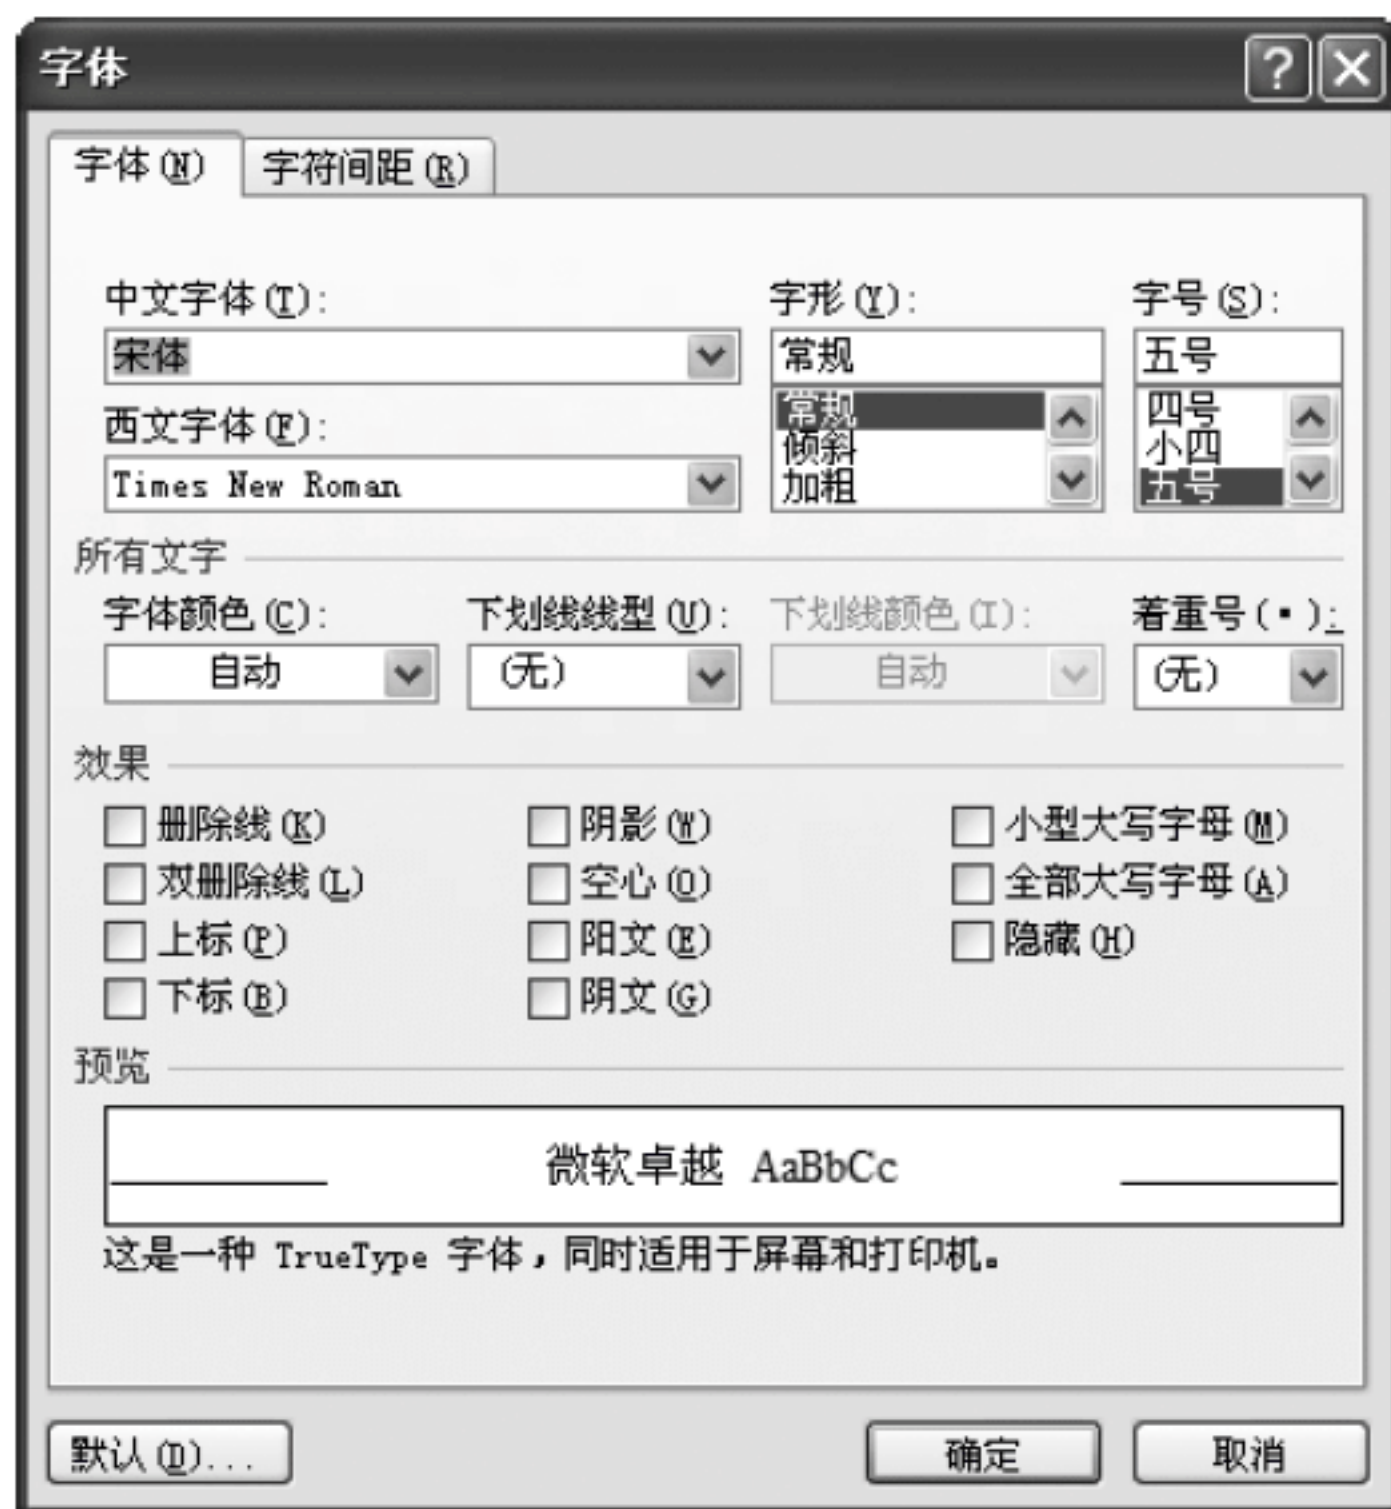 字体
字体(N) 字符间距(R)
中文字体(T): 字形(Y): 字号(S):
宋体 常规 五号
西文字体(F): 常规 四号
倾斜 小四
Times New Roman 加粗 五号
所有文字
字体颜色(C): 下划线线型(U): 下划线颜色(I): 着重号(·):
自动 (无) 自动 (无)
效果
删除线(K) 阴影(W) 小型大写字母(M)
双删除线(L) 空心(O) 全部大写字母(A)
上标(P) 阳文(E) 隐藏(H)
下标(B) 阴文(G)
预览
微软卓越 AaBbCc
这是一种 TrueType 字体，同时适用于屏幕和打印机。
默认(D)... 确定 取消